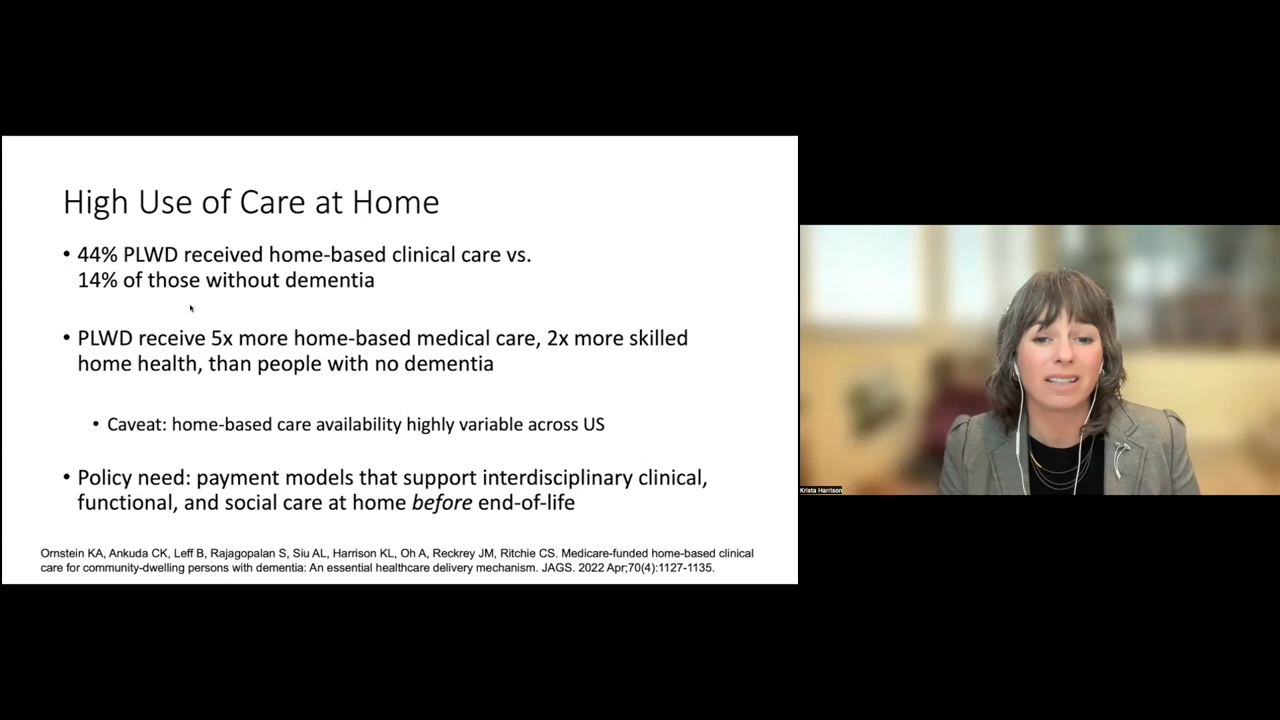 High Use of Care at Home
• 44% PLWD received home-based clinical care vs.
14% of those without dementia
• PLWD receive 5x more home-based medical care, 2x more skilled
home health, than people with no dementia
• Caveat: home-based care availability highly variable across US
• Policy need: payment models that support interdisciplinary clinical,
functional, and social care at home before end-of-life
Ornstein KA, Ankuda CK, Leff B, Rajagopalan S, Siu AL, Harrison KL, Oh A, Reckrey JM, Ritchie CS. Medicare-funded home-based clinical
care for community-dwelling persons with dementia: An essential healthcare delivery mechanism. JAGS. 2022 Apr;70(4):1127-1135.
Krista Harrison